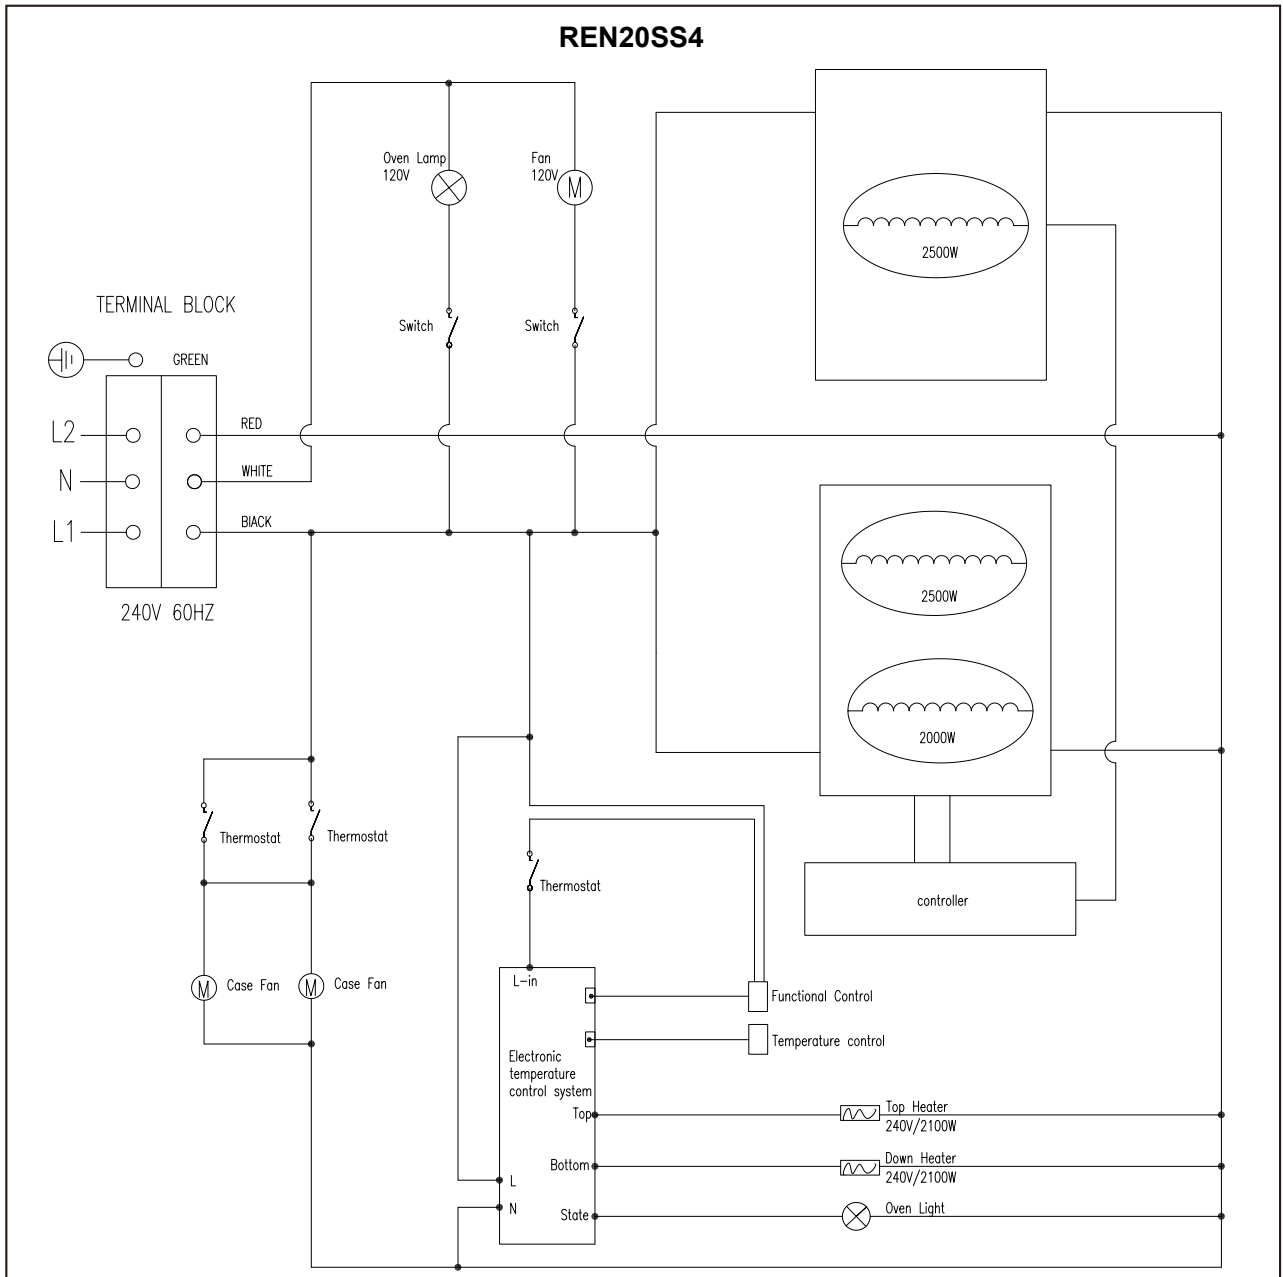 REN20SS4
Oven Lamp
120V
Fan
120V
M
2500W
TERMINAL BLOCK
Switch
Switch
GREEN
L2
RED
N
WHITE
L1
BIACK
240V 60HZ
2500W
2000W
Thermostat
Thermostat
Thermostat
controller
M
Case Fan
M
Case Fan
L-in
Functional Control
Temperature control
Electronic
temperature
control system
Top
Top Heater
240V/2100W
Bottom
Down Heater
240V/2100W
L
N
State
Oven Light